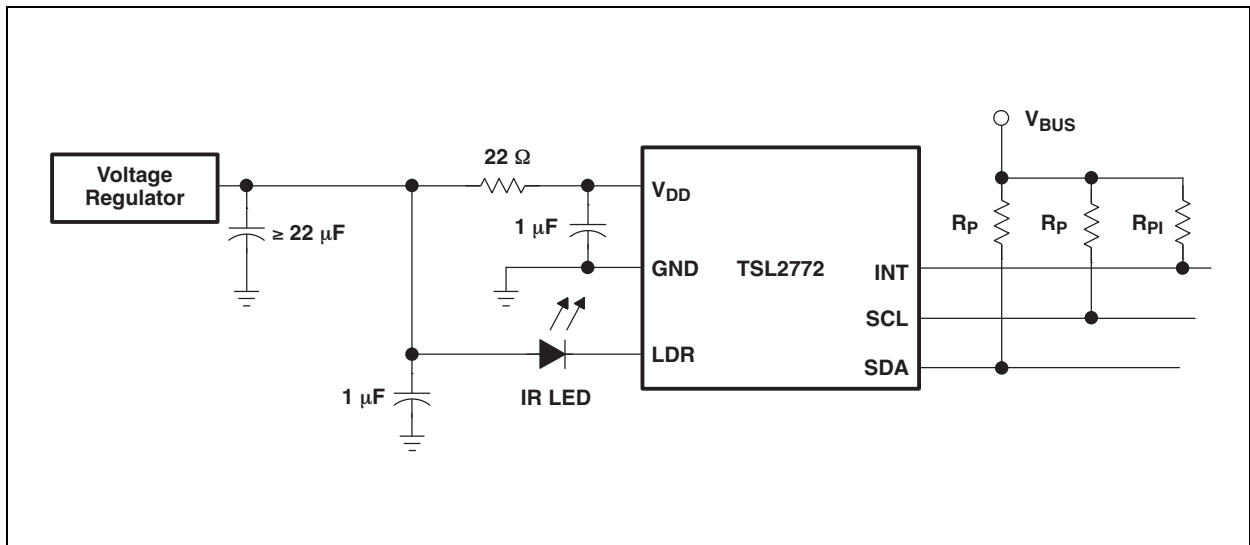 Voltage
Regulator
≥ 22 μF
22 Ω
1 μF
1 μF
IR LED
V_DD
GND
LDR
TSL2772
INT
SCL
SDA
V_BUS
R_P
R_P
R_PI